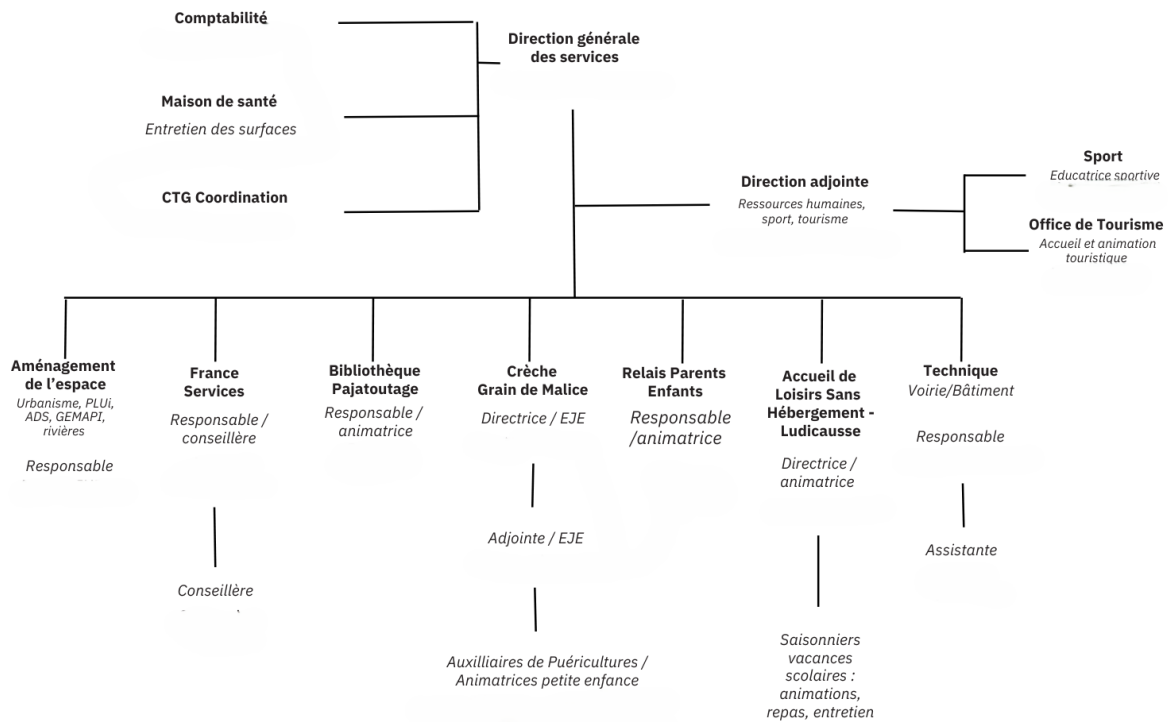 Comptabilité
Direction générale
des services
Maison de santé
Entretien des surfaces
CTG Coordination
Direction adjointe
Ressources humaines,
sport, tourisme
Sport
Educatrice sportive
Office de Tourisme
Accueil et animation
touristique
Aménagement
de l'espace
Urbanisme, PLUi,
ADS, GEMAPI,
rivières
Responsable
France
Services
Responsable /
conseillère
Conseillère
Bibliothèque
Pajatoutage
Responsable /
animatrice
Crèche
Grain de Malice
Directrice / EJE
Adjointe / EJE
Auxilliaires de Puéricultures /
Animatrices petite enfance
Relais Parents
Enfants
Responsable
/animatrice
Accueil de
Loisirs Sans
Hébergement -
Ludicausse
Directrice /
animatrice
Saisonniers
vacances
scolaires :
animations,
repas, entretien
Technique
Voirie/Bâtiment
Responsable
Assistante